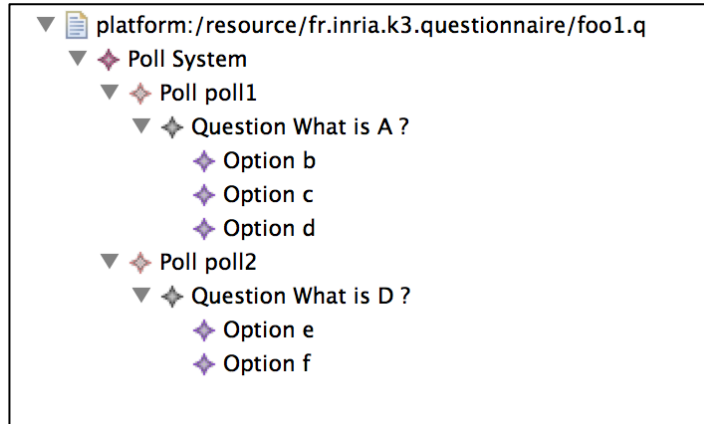 platform:/resource/fr.inria.k3.questionnaire/foo1.q
Poll System
Poll poll1
Question What is A ?
Option b
Option c
Option d
Poll poll2
Question What is D ?
Option e
Option f